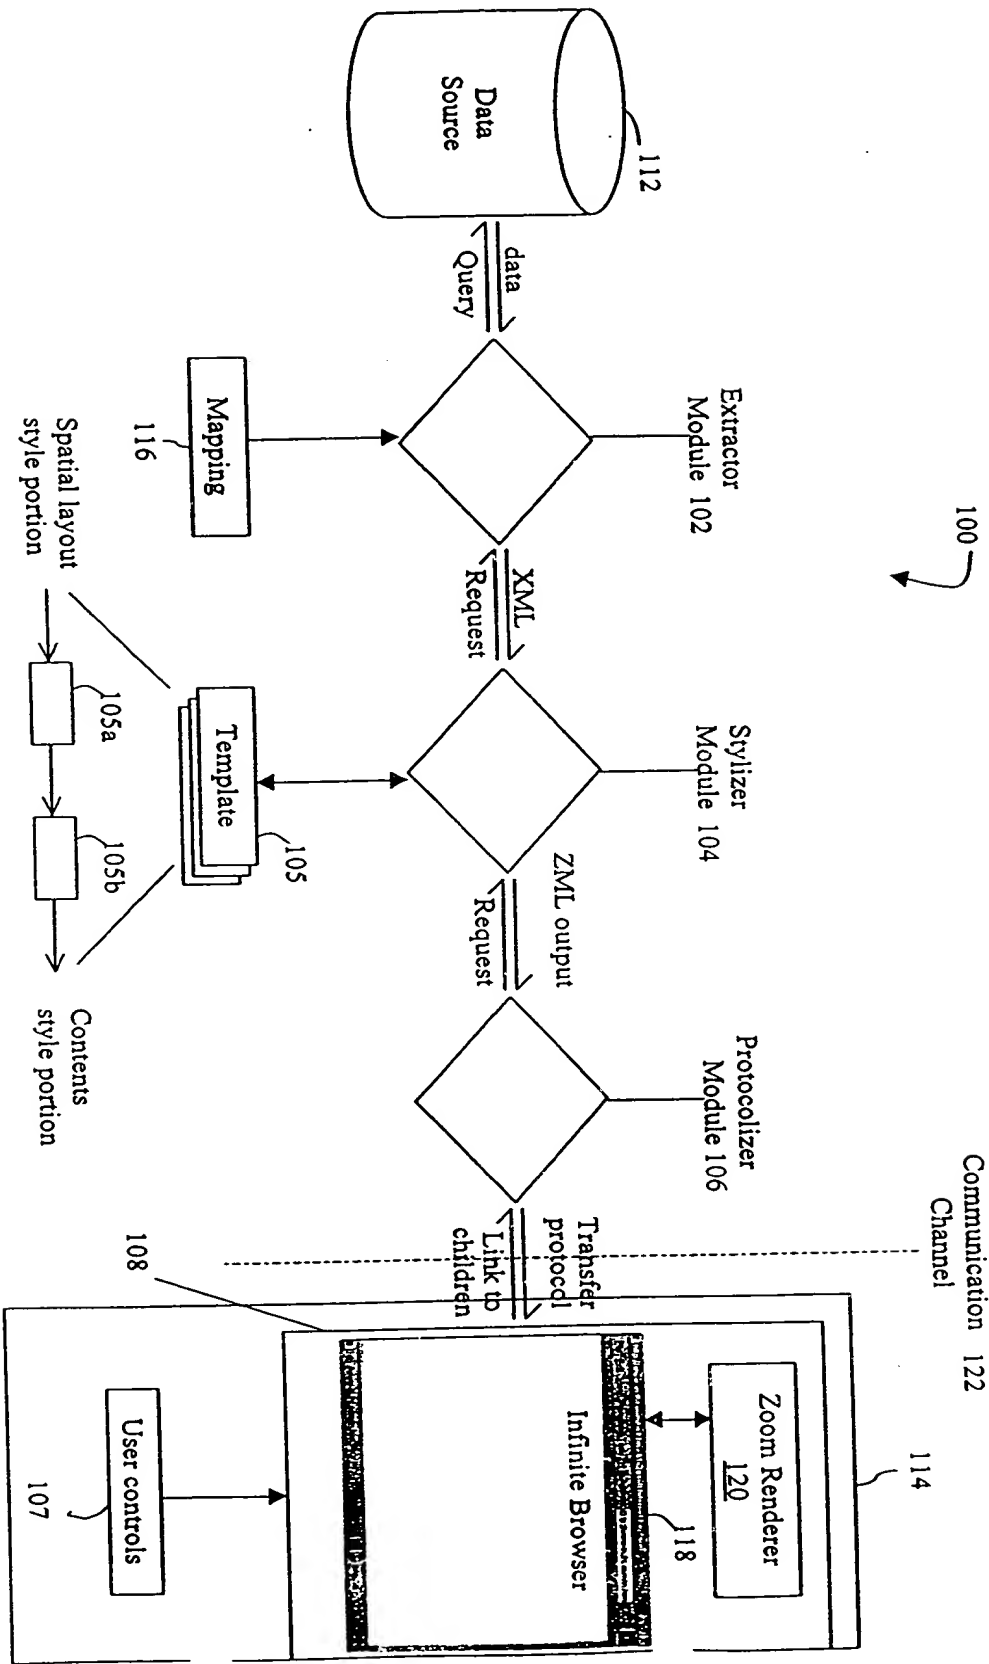 100
Data
Source
112
data
Query
Extractor
Module 102
Mapping
116
XML
Request
Stylizer
Module 104
Template
105
Spatial layout
style portion
105a
105b
Contents
style portion
ZML output
Request
Protocolizer
Module 106
Communication 122
Channel
Transfer
protocol
Link to
children
108
114
Zoom Renderer
120
118
Infinite Browser
User controls
107